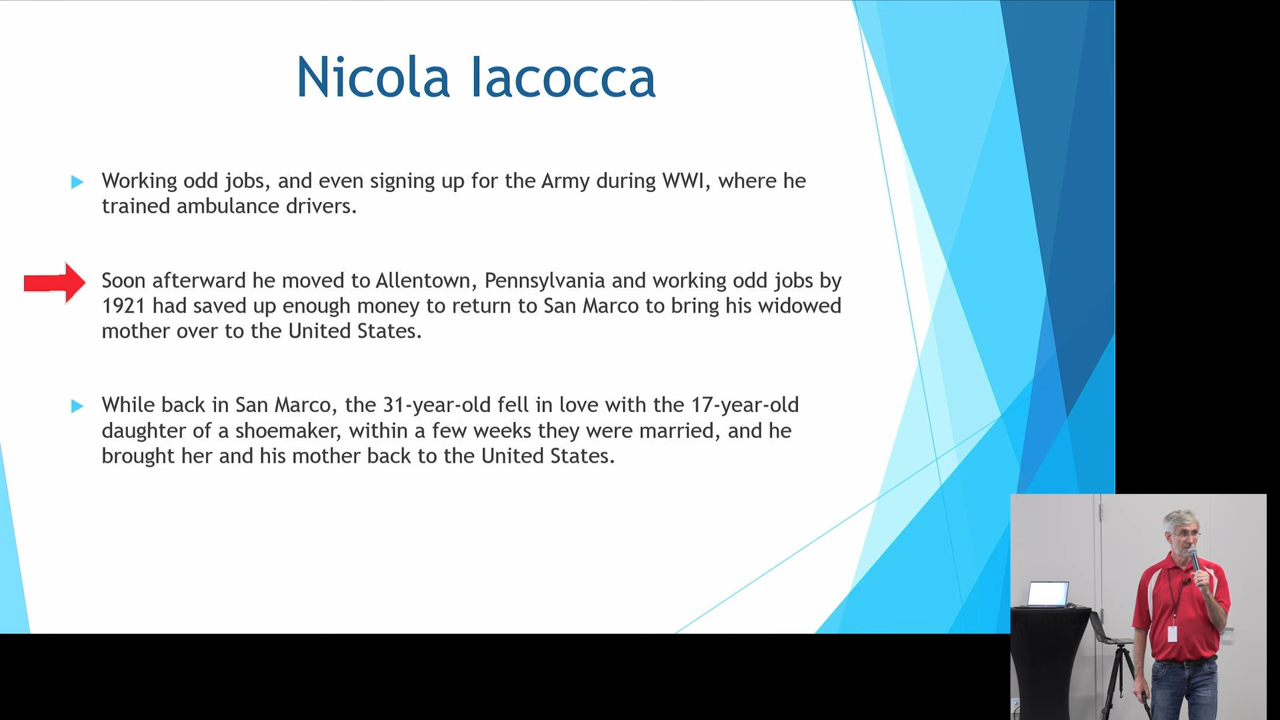 Nicola Iacocca
Working odd jobs, and even signing up for the Army during WWI, where he
trained ambulance drivers.
Soon afterward he moved to Allentown, Pennsylvania and working odd jobs by
1921 had saved up enough money to return to San Marco to bring his widowed
mother over to the United States.
While back in San Marco, the 31-year-old fell in love with the 17-year-old
daughter of a shoemaker, within a few weeks they were married, and he
brought her and his mother back to the United States.